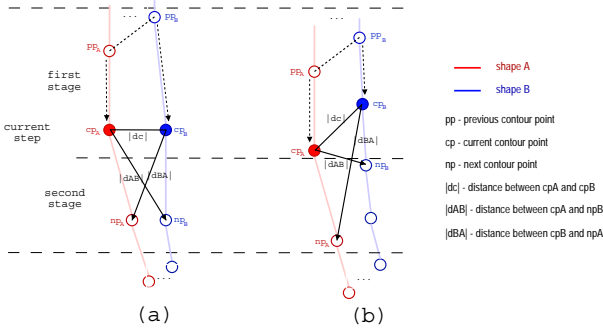 ...
pp_B
pp_A
first
stage
current
step
cp_A
cp_B
|dc|
|dAB|
|dBA|
second
stage
np_A
np_B
...
(a)
...
pp_B
pp_A
cp_B
|dc|
|dBA|
cp_A
np_B
|dAB|
np_A
...
(b)
shape A
shape B
pp - previous contour point
cp - current contour point
np - next contour point
|dc| - distance between cpA and cpB
|dAB| - distance between cpA and npB
|dBA| - distance between cpB and npA